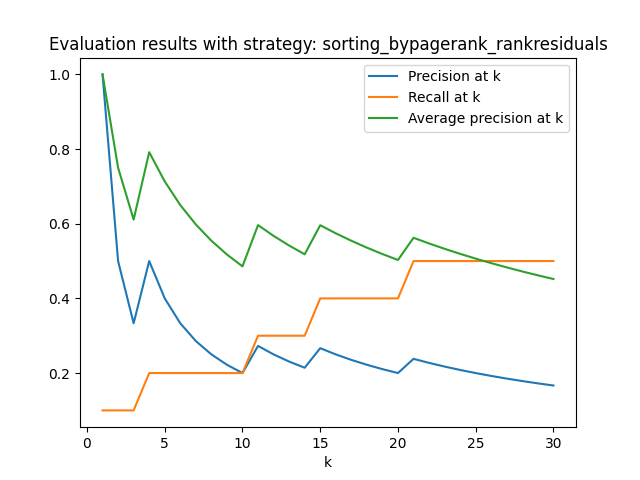 Evaluation results with strategy: sorting_bypagerank_rankresiduals
Precision at k
Recall at k
Average precision at k
1.0
0.8
0.6
0.4
0.2
0 5 10 15 20 25 30
k